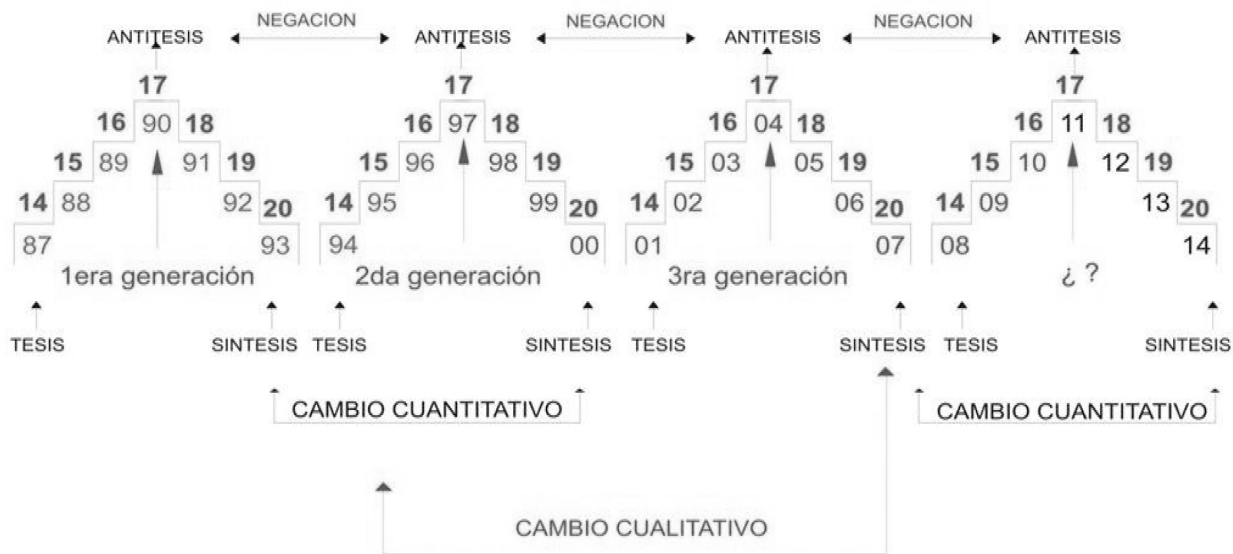 NEGACION NEGACION NEGACION
ANTITESIS ANTITESIS ANTITESIS ANTITESIS
17 17 17 17
16 90 18 16 97 18 16 04 18 16 11 18
15 89 91 19 15 96 98 19 15 03 05 19 15 10 12 19
14 88 92 20 14 95 99 20 14 02 06 20 14 09 13 20
87 93 94 00 01 07 08 14
1era generación 2da generación 3ra generación ¿ ?
TESIS SINTESIS TESIS SINTESIS TESIS SINTESIS TESIS SINTESIS
CAMBIO CUANTITATIVO CAMBIO CUANTITATIVO
CAMBIO CUALITATIVO